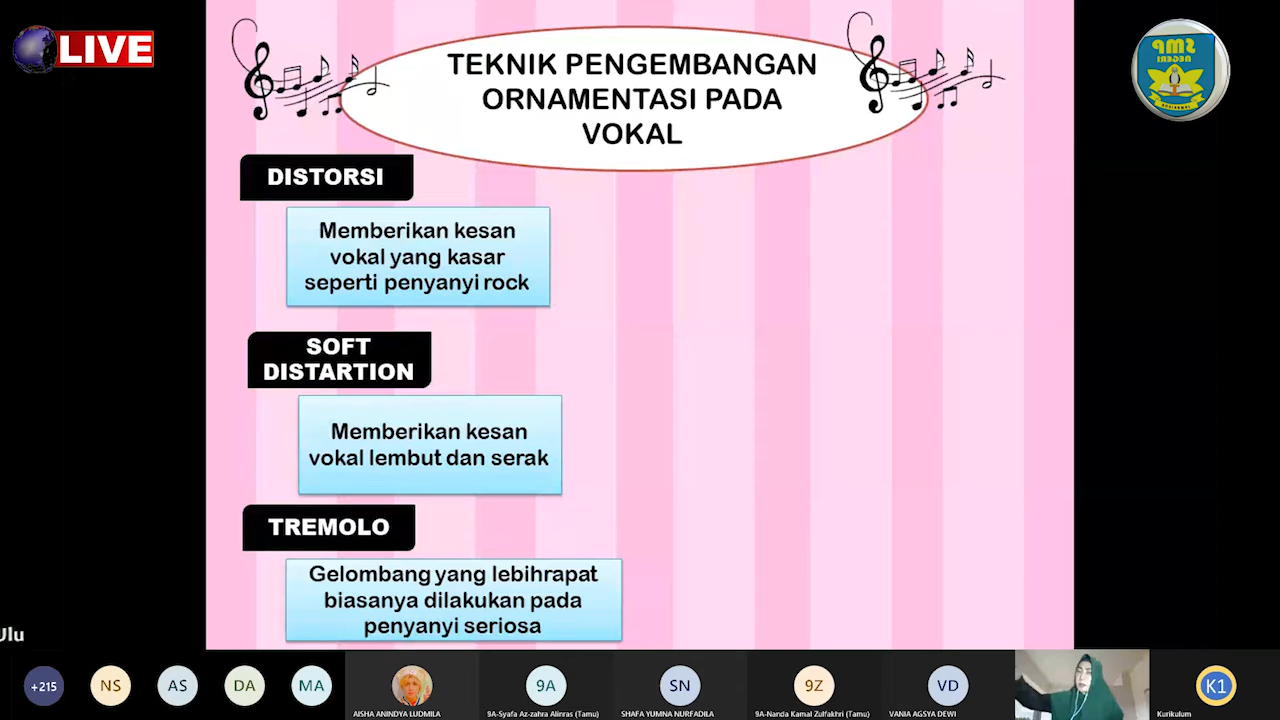 LIVE
TEKNIK PENGEMBANGAN
ORNAMENTASI PADA
VOKAL
SMP
NEGERI
DISTORSI
Memberikan kesan
vokal yang kasar
seperti penyanyi rock
SOFT
DISTARTION
Memberikan kesan
vokal lembut dan serak
TREMOLO
Gelombang yang lebihrapat
biasanya dilakukan pada
penyanyi seriosa
Ulu
+215
NS
AS
DA
MA
9A
SN
9Z
VD
K1
AISHA ANINDYA LUDMILA
9A-Syafa Az-zahra Alinras (Tamu)
SHAFA YUMNA NURFADILA
9A-Nanda Kamal Zulfakhri (Tamu)
VANIA AGSYA DEWI
Kurikulum